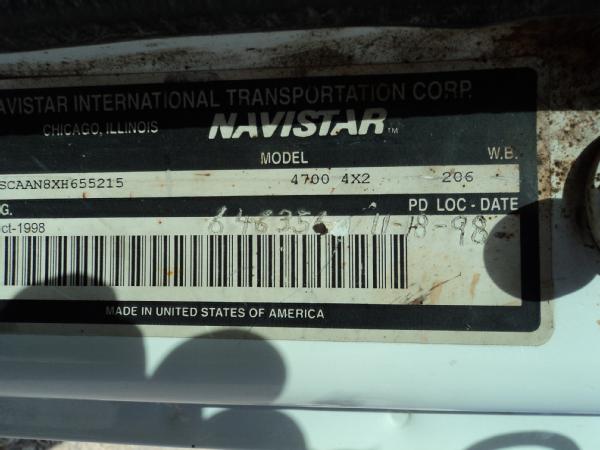 AVISTAR INTERNATIONAL TRANSPORTATION CORP.
CHICAGO, ILLINOIS NAVISTAR TM
MODEL W.B.
SCAAN8XH655215 4700 4X2 206
G. PD LOC - DATE
ct-1998 11-18-98
MADE IN UNITED STATES OF AMERICA